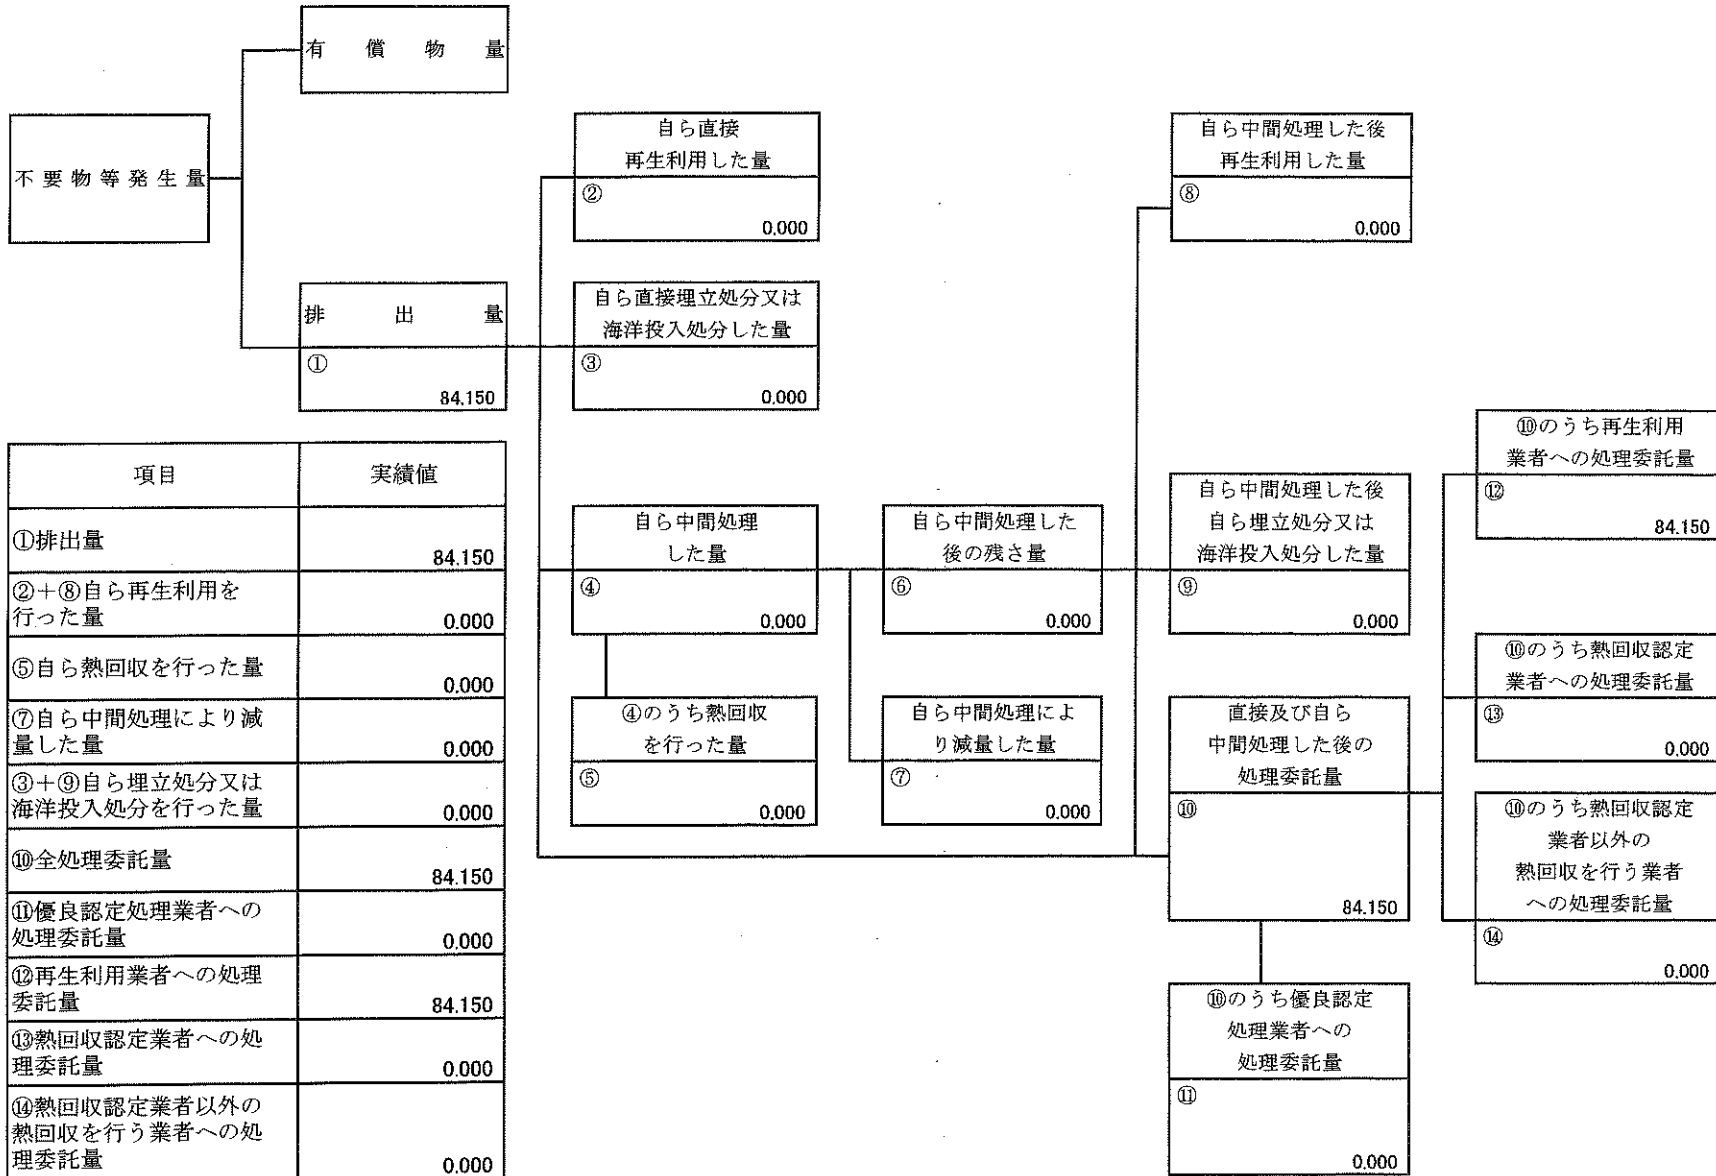 有償物量
不要物等発生量
自ら直接
再生利用した量
②
0.000
自ら中間処理した後
再生利用した量
⑧
0.000
排出量
①
84.150
自ら直接埋立処分又は
海洋投入処分した量
③
0.000
項目
実績値
①排出量
84.150
②+⑧自ら再生利用を
行った量
0.000
⑤自ら熱回収を行った量
0.000
⑦自ら中間処理により減
量した量
0.000
③+⑨自ら埋立処分又は
海洋投入処分を行った量
0.000
⑩全処理委託量
84.150
⑪優良認定処理業者への
処理委託量
0.000
⑫再生利用業者への処理
委託量
84.150
⑬熱回収認定業者への処
理委託量
0.000
⑭熱回収認定業者以外の
熱回収を行う業者への処
理委託量
0.000
自ら中間処理
した量
④
0.000
自ら中間処理した
後の残さ量
⑥
0.000
自ら中間処理した後
自ら埋立処分又は
海洋投入処分した量
⑨
0.000
④のうち熱回収
を行った量
⑤
0.000
自ら中間処理によ
り減量した量
⑦
0.000
直接及び自ら
中間処理した後の
処理委託量
⑩
84.150
⑩のうち再生利用
業者への処理委託量
⑫
84.150
⑩のうち熱回収認定
業者への処理委託量
⑬
0.000
⑩のうち熱回収認定
業者以外の
熱回収を行う業者
への処理委託量
⑭
0.000
⑩のうち優良認定
処理業者への
処理委託量
⑪
0.000